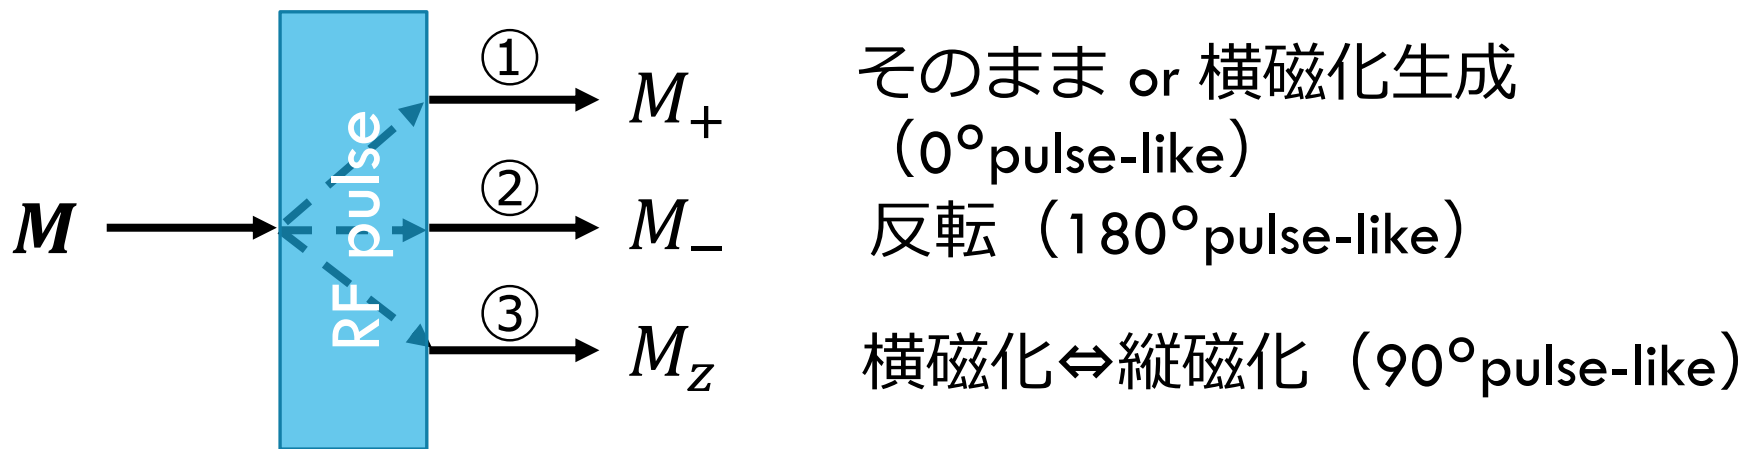 M
RF pulse
① M₊ そのまま or 横磁化生成
（0°pulse-like）
② M₋ 反転（180°pulse-like）
③ M_z 横磁化⇔縦磁化（90°pulse-like）